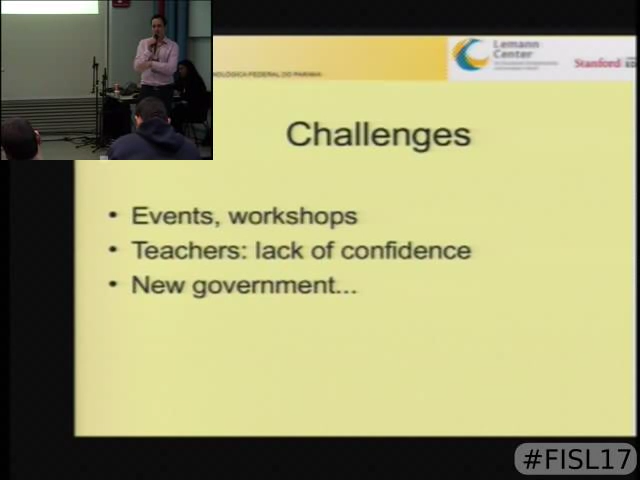 NOLÓGICA FEDERAL DO PARANÁ
Lemann
Center
Stanford
Challenges
• Events, workshops
• Teachers: lack of confidence
• New government...
#FISL17